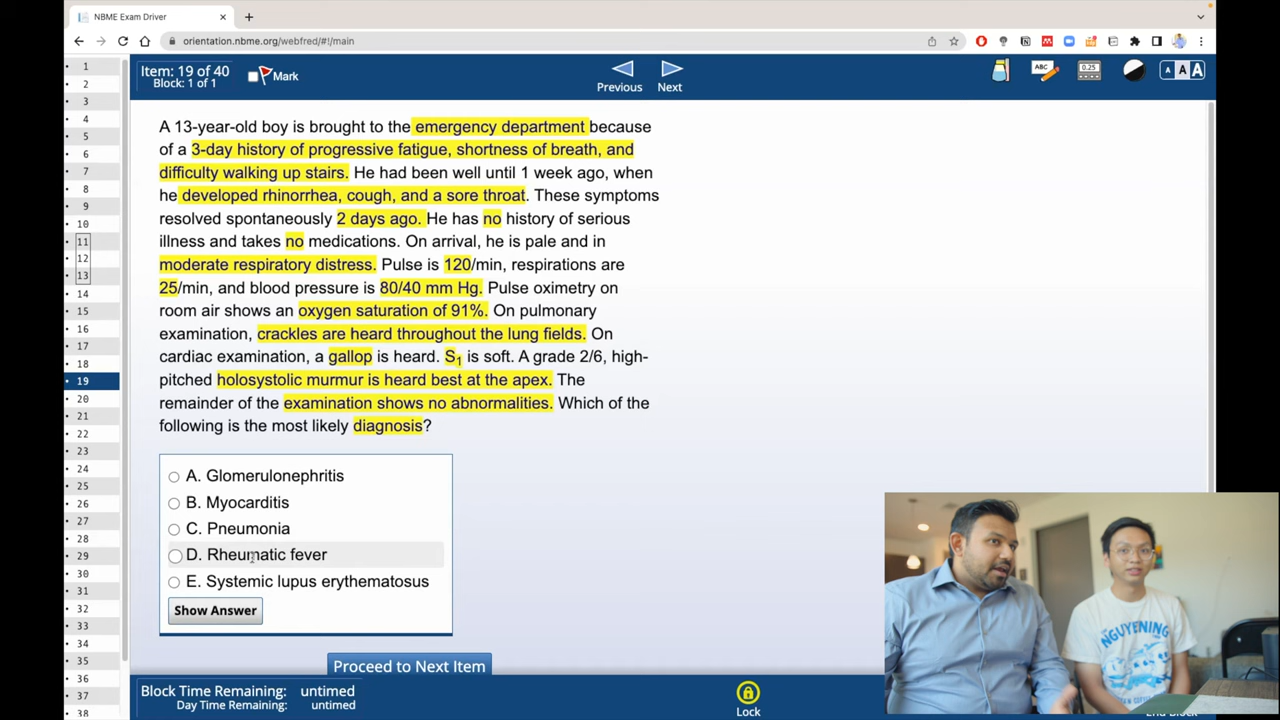 NBME Exam Driver
orientation.nbme.org/webfred/#!/main
Item: 19 of 40
Block: 1 of 1
Mark
Previous
Next
ABC
0.25
A A A
1
2
3
4
5
6
7
8
9
10
11
12
13
14
15
16
17
18
19
20
21
22
23
24
25
26
27
28
29
30
31
32
33
34
35
36
37
38
A 13-year-old boy is brought to the emergency department because
of a 3-day history of progressive fatigue, shortness of breath, and
difficulty walking up stairs. He had been well until 1 week ago, when
he developed rhinorrhea, cough, and a sore throat. These symptoms
resolved spontaneously 2 days ago. He has no history of serious
illness and takes no medications. On arrival, he is pale and in
moderate respiratory distress. Pulse is 120/min, respirations are
25/min, and blood pressure is 80/40 mm Hg. Pulse oximetry on
room air shows an oxygen saturation of 91%. On pulmonary
examination, crackles are heard throughout the lung fields. On
cardiac examination, a gallop is heard. S1 is soft. A grade 2/6, high-
pitched holosystolic murmur is heard best at the apex. The
remainder of the examination shows no abnormalities. Which of the
following is the most likely diagnosis?
A. Glomerulonephritis
B. Myocarditis
C. Pneumonia
D. Rheumatic fever
E. Systemic lupus erythematosus
Show Answer
Proceed to Next Item
Block Time Remaining: untimed
Day Time Remaining: untimed
Lock
End Block
NGUYENING